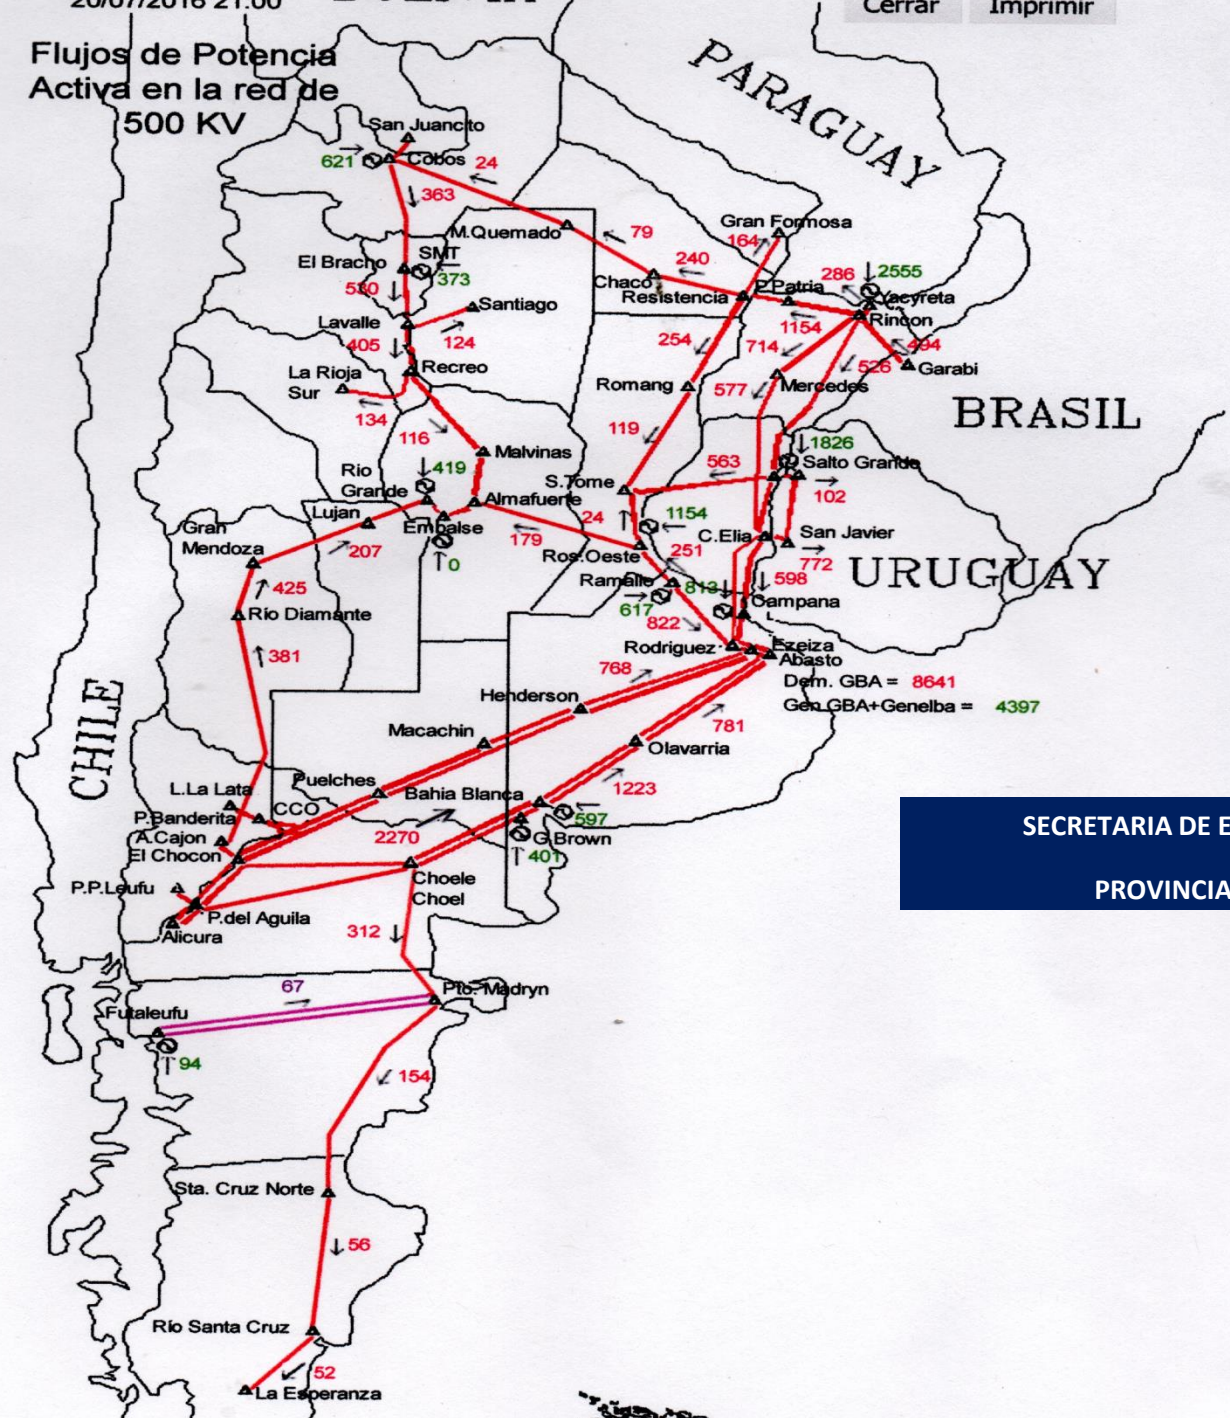 20/07/2016 21:00
Cerrar Imprimir
Flujos de Potencia
Activa en la red de
500 KV
PARAGUAY
San Juancito
621
Cobos
24
363
M.Quemado
79
Gran Formosa
164
El Bracho
SMT
373
530
240
Chaco
Resistencia
P.Patria
286
2555
Yacyreta
Rincon
Santiago
Lavalle
124
405
254
714
1154
494
526
Garabi
La Rioja
Sur
Recreo
Romang
577
Mercedes
BRASIL
134
116
119
Malvinas
1826
Salto Grande
563
102
Rio
Grande
419
S.Tome
Almafuerte
Lujan
Embalse
Gran
Mendoza
207
0
179
24
1154
Ros.Oeste
251
C.Elia
San Javier
772
URUGUAY
425
Río Diamante
Ramallo
617
813
598
Campana
822
381
Rodriguez
Ezeiza
Abasto
768
Dem. GBA = 8641
Gen GBA+Genelba = 4397
Henderson
781
Macachin
Olavarria
CHILE
L.La Lata
Puelches
Bahia Blanca
1223
P.Banderita
CCO
597
A.Cajon
2270
G.Brown
El Chocon
401
P.P.Leufu
Choele
Choel
P.del Aguila
Alicura
312
SECRETARIA DE E
PROVINCIA
67
Pto. Madryn
Futaleufu
94
154
Sta. Cruz Norte
56
Río Santa Cruz
52
La Esperanza